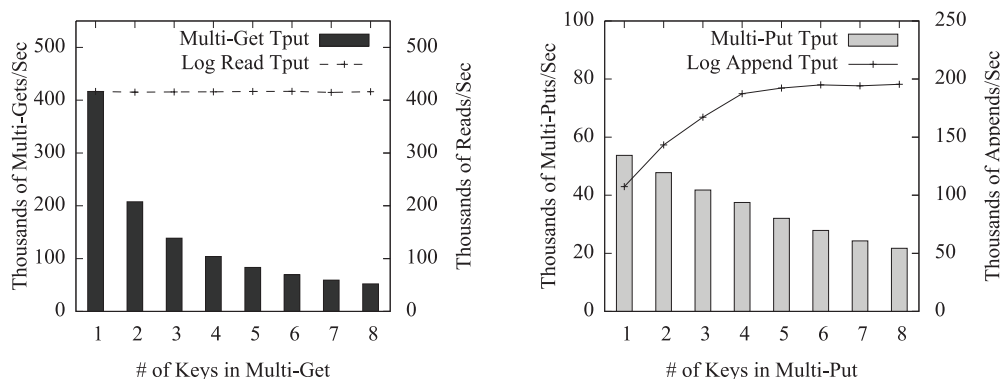 Multi-Get Tput
Log Read Tput
Thousands of Multi-Gets/Sec
500
400
300
200
100
0
500
400
300
200
100
0
Thousands of Reads/Sec
1 2 3 4 5 6 7 8
# of Keys in Multi-Get
Multi-Put Tput
Log Append Tput
Thousands of Multi-Puts/Sec
100
80
60
40
20
0
250
200
150
100
50
0
Thousands of Appends/Sec
1 2 3 4 5 6 7 8
# of Keys in Multi-Put